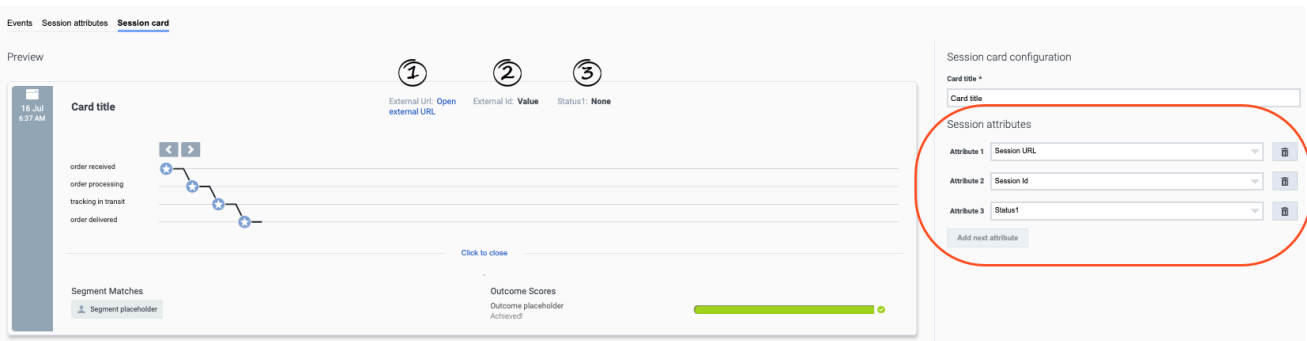 Events Session attributes Session card
Preview
1 2 3
16 Jul
6:37 AM
Card title
External Url: Open
external URL
External Id: Value
Status1: None
order received
order processing
tracking in transit
order delivered
Click to close
Segment Matches
Segment placeholder
Outcome Scores
Outcome placeholder
Achieved!
Session card configuration
Card title *
Card title
Session attributes
Attribute 1 Session URL
Attribute 2 Session Id
Attribute 3 Status1
Add next attribute